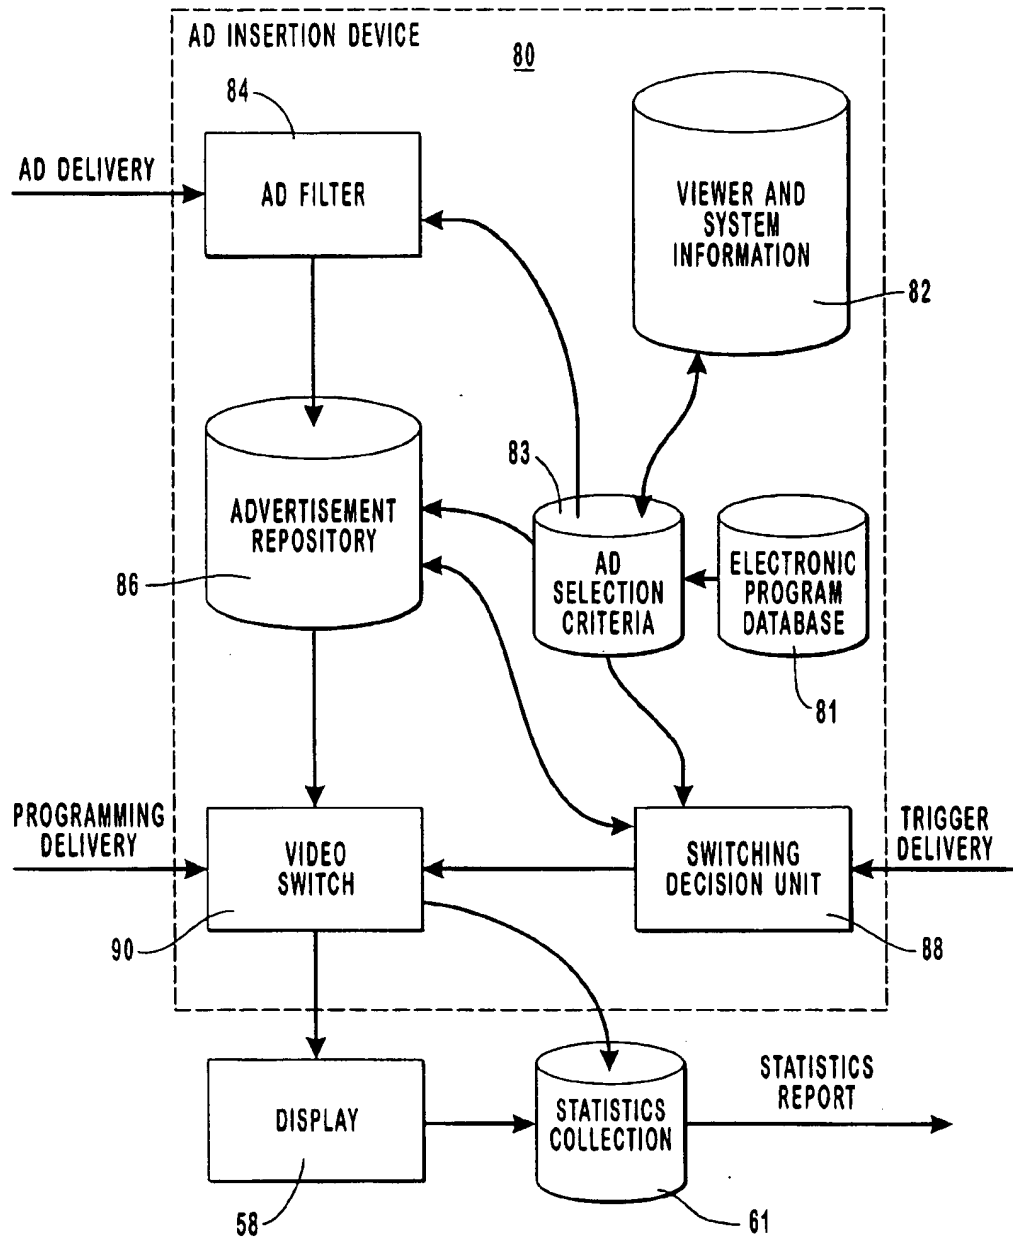 AD INSERTION DEVICE
80
84
AD DELIVERY
AD FILTER
VIEWER AND
SYSTEM
INFORMATION
82
83
ADVERTISEMENT
REPOSITORY
86
AD
SELECTION
CRITERIA
ELECTRONIC
PROGRAM
DATABASE
81
PROGRAMMING
DELIVERY
VIDEO
SWITCH
90
SWITCHING
DECISION UNIT
88
TRIGGER
DELIVERY
DISPLAY
58
STATISTICS
COLLECTION
61
STATISTICS
REPORT